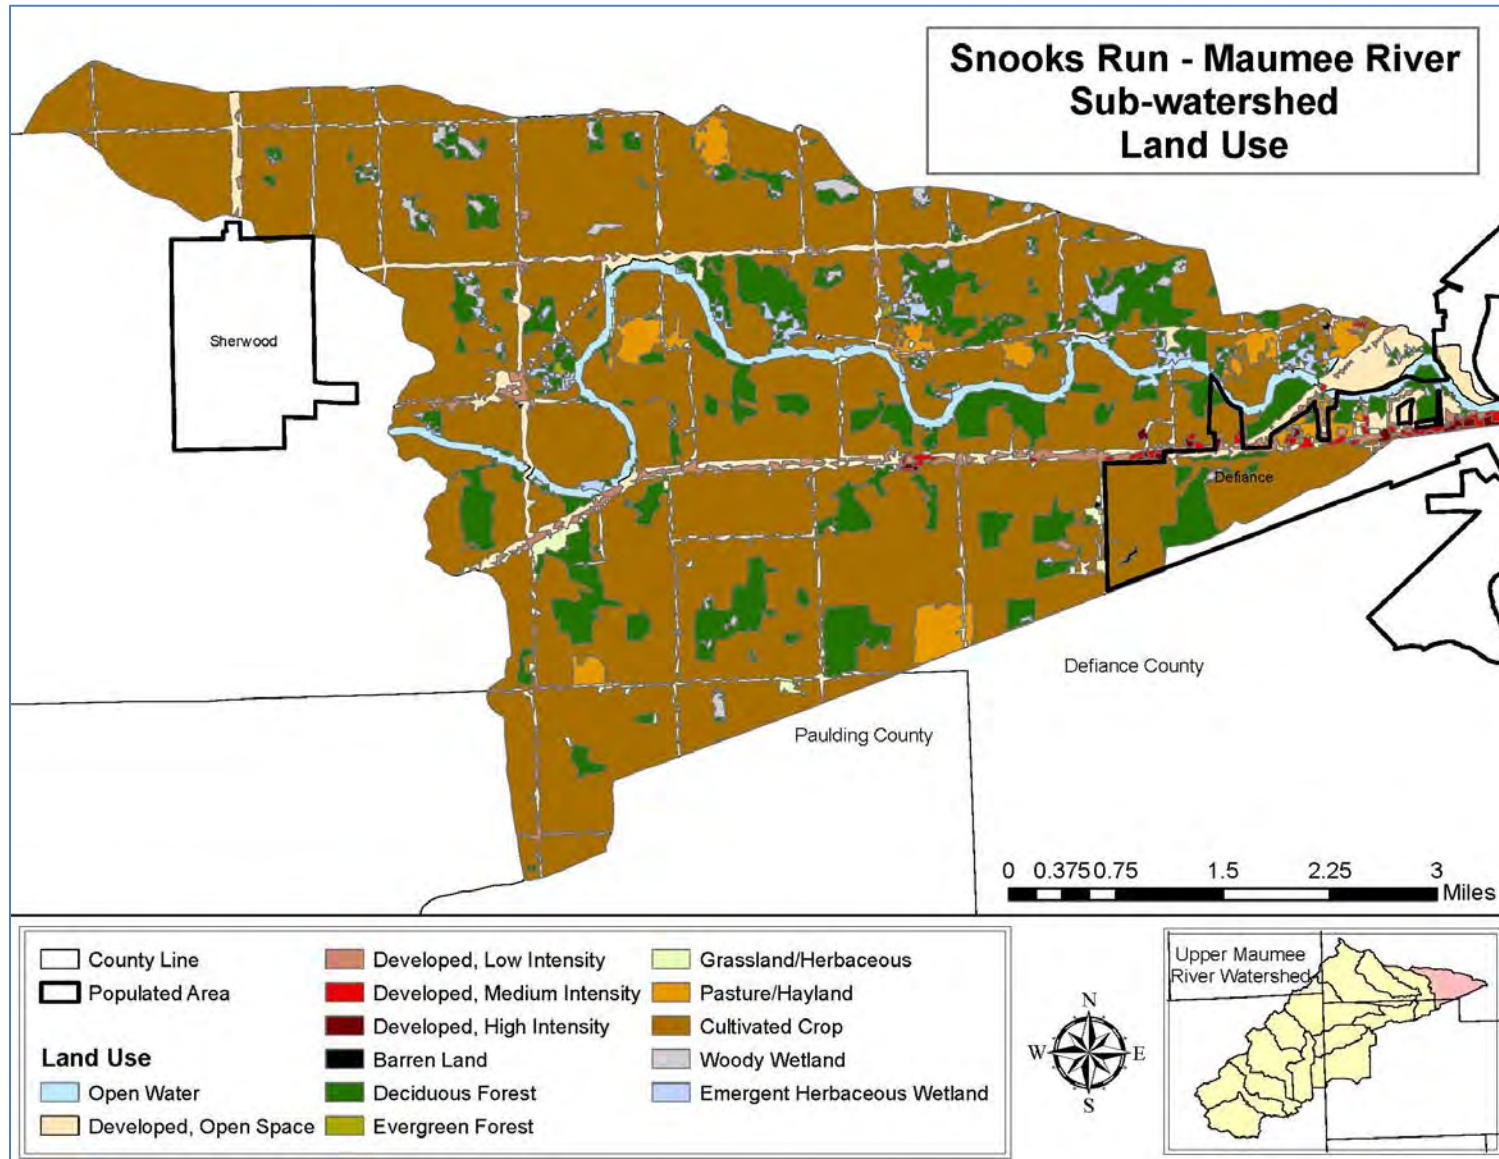 Snooks Run - Maumee River
Sub-watershed
Land Use
Sherwood
Defiance
Defiance County
Paulding County
0 0.375 0.75 1.5 2.25 3
Miles
County Line
Populated Area
Land Use
Open Water
Developed, Open Space
Developed, Low Intensity
Developed, Medium Intensity
Developed, High Intensity
Barren Land
Deciduous Forest
Evergreen Forest
Grassland/Herbaceous
Pasture/Hayland
Cultivated Crop
Woody Wetland
Emergent Herbaceous Wetland
N
W E
S
Upper Maumee
River Watershed